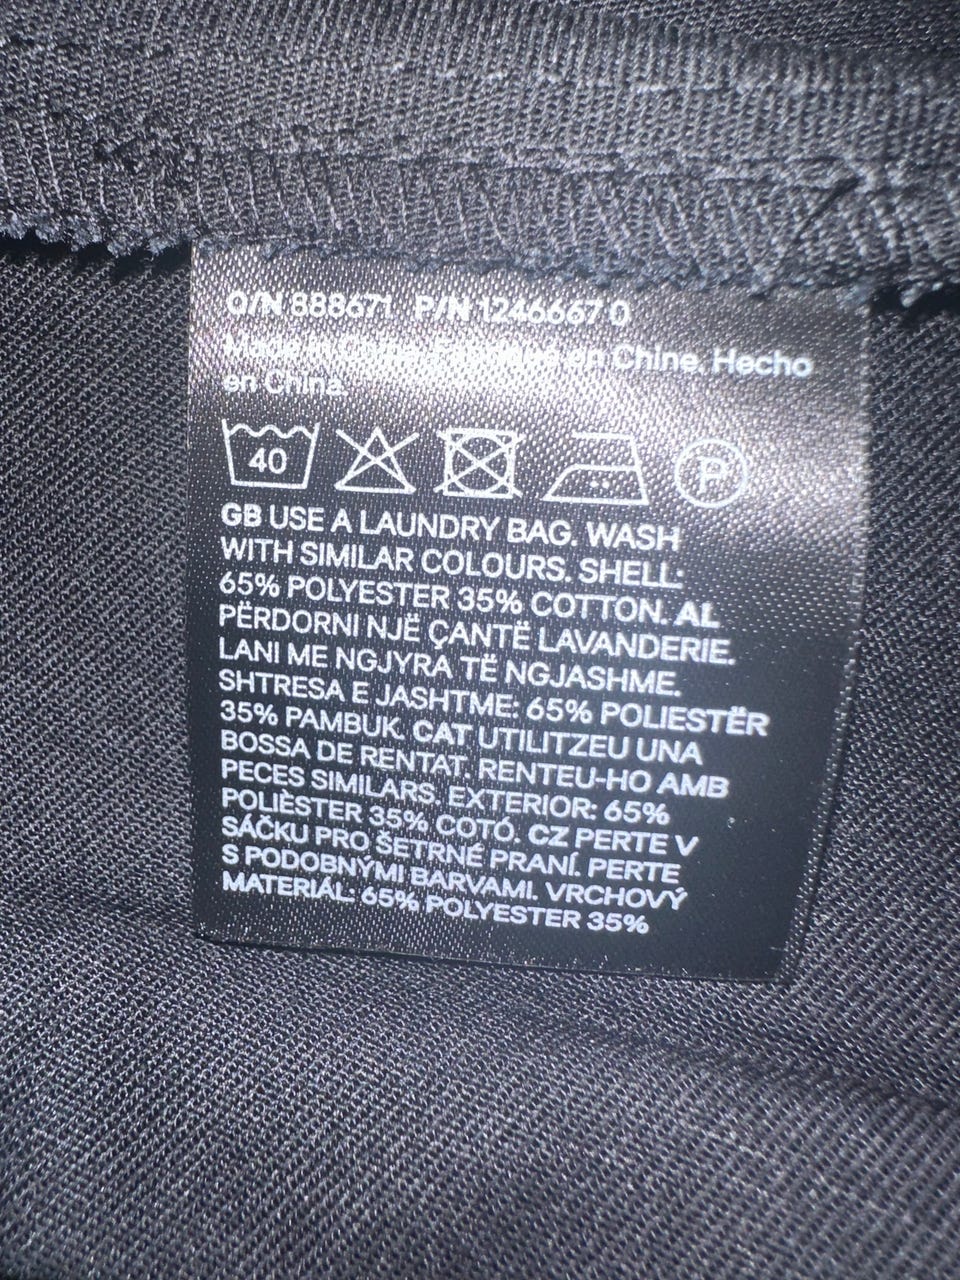 O/N 888671 P/N 1246667 0
Made in China, Fabriqué en Chine, Hecho
en China
40
P
GB USE A LAUNDRY BAG. WASH
WITH SIMILAR COLOURS. SHELL:
65% POLYESTER 35% COTTON. AL
PËRDORNI NJË ÇANTË LAVANDERIE.
LANI ME NGJYRA TË NGJASHME.
SHTRESA E JASHTME: 65% POLIESTËR
35% PAMBUK. CAT UTILITZEU UNA
BOSSA DE RENTAT. RENTEU-HO AMB
PECES SIMILARS. EXTERIOR: 65%
POLIÈSTER 35% COTÓ. CZ PERTE V
SÁČKU PRO ŠETRNÉ PRANÍ. PERTE
S PODOBNÝMI BARVAMI. VRCHOVÝ
MATERIÁL: 65% POLYESTER 35%